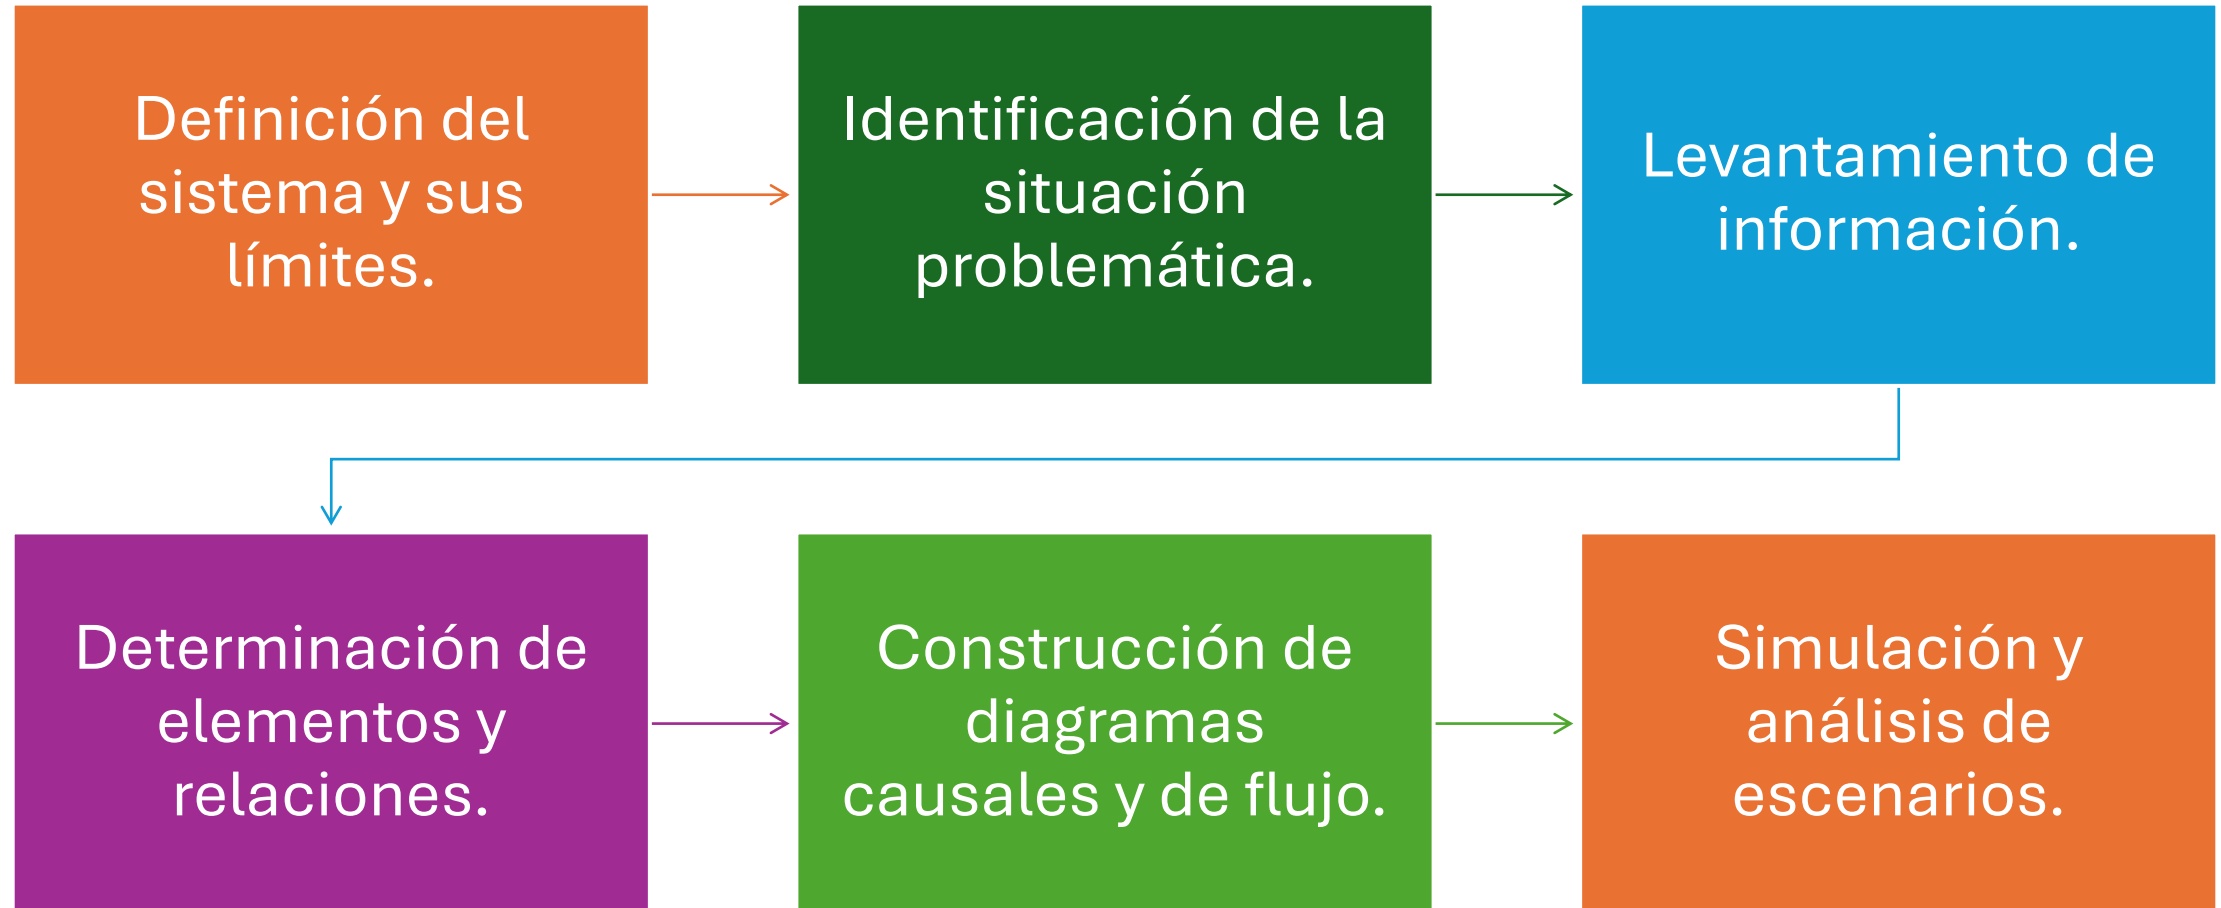 Definición del
sistema y sus
límites.
Identificación de la
situación
problemática.
Levantamiento de
información.
Determinación de
elementos y
relaciones.
Construcción de
diagramas
causales y de flujo.
Simulación y
análisis de
escenarios.